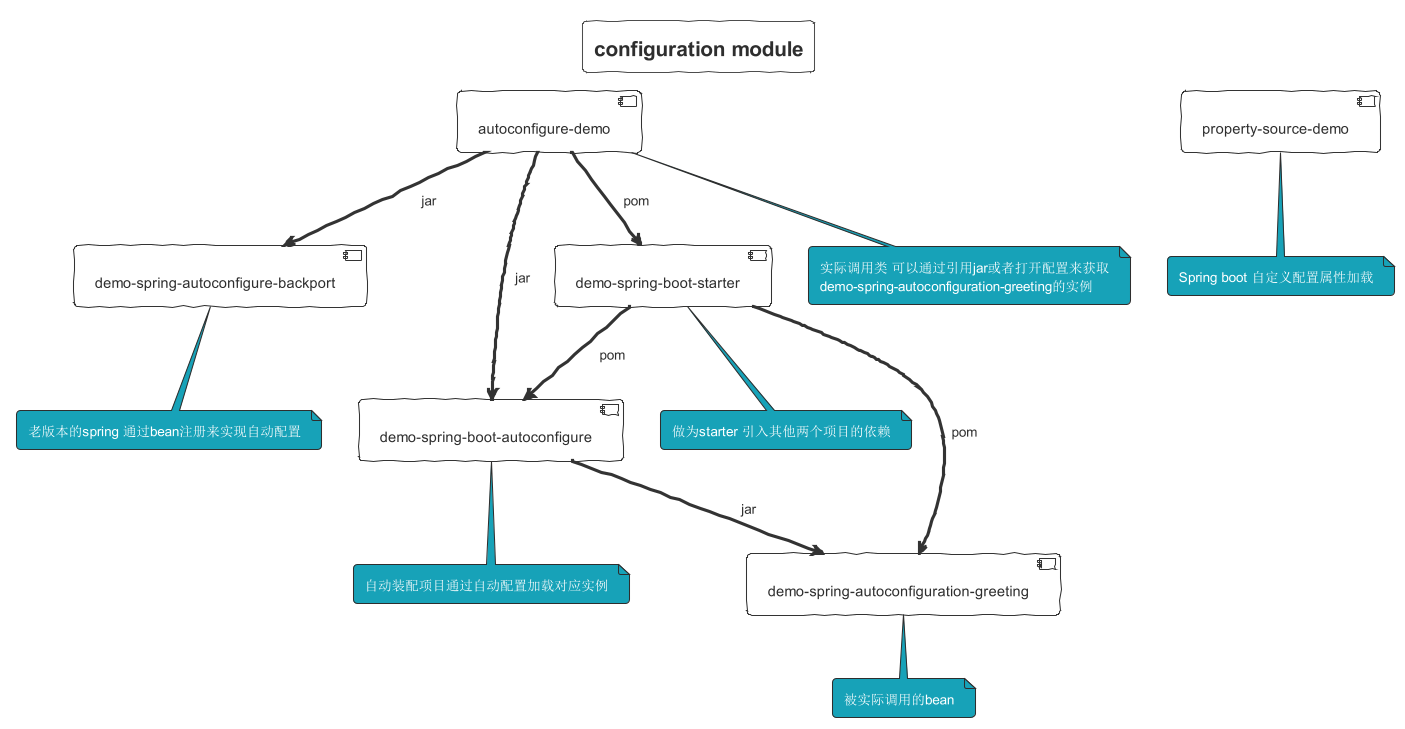 configuration module
autoconfigure-demo
property-source-demo
jar
pom
jar
demo-spring-autoconfigure-backport
demo-spring-boot-starter
实际调用类 可以通过引用jar或者打开配置来获取
demo-spring-autoconfiguration-greeting的实例
Spring boot 自定义配置属性加载
pom
pom
老版本的spring 通过bean注册来实现自动配置
demo-spring-boot-autoconfigure
做为starter 引入其他两个项目的依赖
jar
自动装配项目通过自动配置加载对应实例
demo-spring-autoconfiguration-greeting
被实际调用的bean